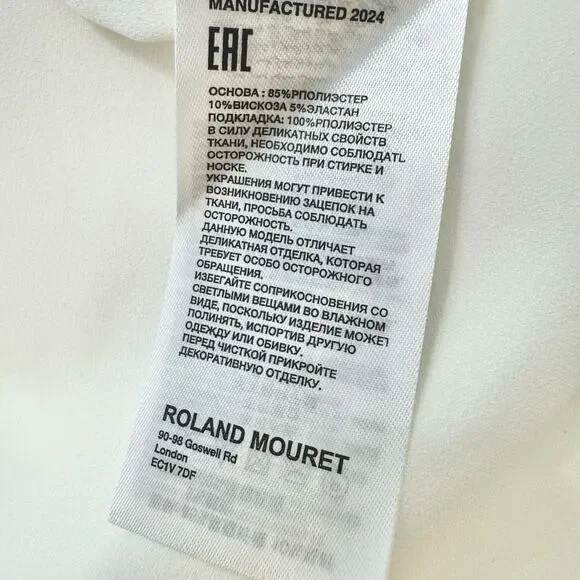 MANUFACTURED 2024
EAC
ОСНОВА : 85%РПОЛИЭСТЕР
10%ВИСКОЗА 5%ЭЛАСТАН
ПОДКЛАДКА: 100%РПОЛИЭСТЕР
В СИЛУ ДЕЛИКАТНЫХ СВОЙСТВ
ТКАНИ, НЕОБХОДИМО СОБЛЮДАТЬ
ОСТОРОЖНОСТЬ ПРИ СТИРКЕ И
НОСКЕ.
УКРАШЕНИЯ МОГУТ ПРИВЕСТИ К
ВОЗНИКНОВЕНИЮ ЗАЦЕПОК НА
ТКАНИ, ПРОСЬБА СОБЛЮДАТЬ
ОСТОРОЖНОСТЬ.
ДАННУЮ МОДЕЛЬ ОТЛИЧАЕТ
ДЕЛИКАТНАЯ ОТДЕЛКА, КОТОРАЯ
ТРЕБУЕТ ОСОБО ОСТОРОЖНОГО
ОБРАЩЕНИЯ.
ИЗБЕГАЙТЕ СОПРИКОСНОВЕНИЯ СО
СВЕТЛЫМИ ВЕЩАМИ ВО ВЛАЖНОМ
ВИДЕ, ПОСКОЛЬКУ ИЗДЕЛИЕ МОЖЕТ
ПОЛИНЯТЬ, ИСПОРТИВ ДРУГУЮ
ОДЕЖДУ ИЛИ ОБИВКУ.
ПЕРЕД ЧИСТКОЙ ПРИКРОЙТЕ
ДЕКОРАТИВНУЮ ОТДЕЛКУ.
ROLAND MOURET
90-98 Goswell Rd
London
EC1V 7DF